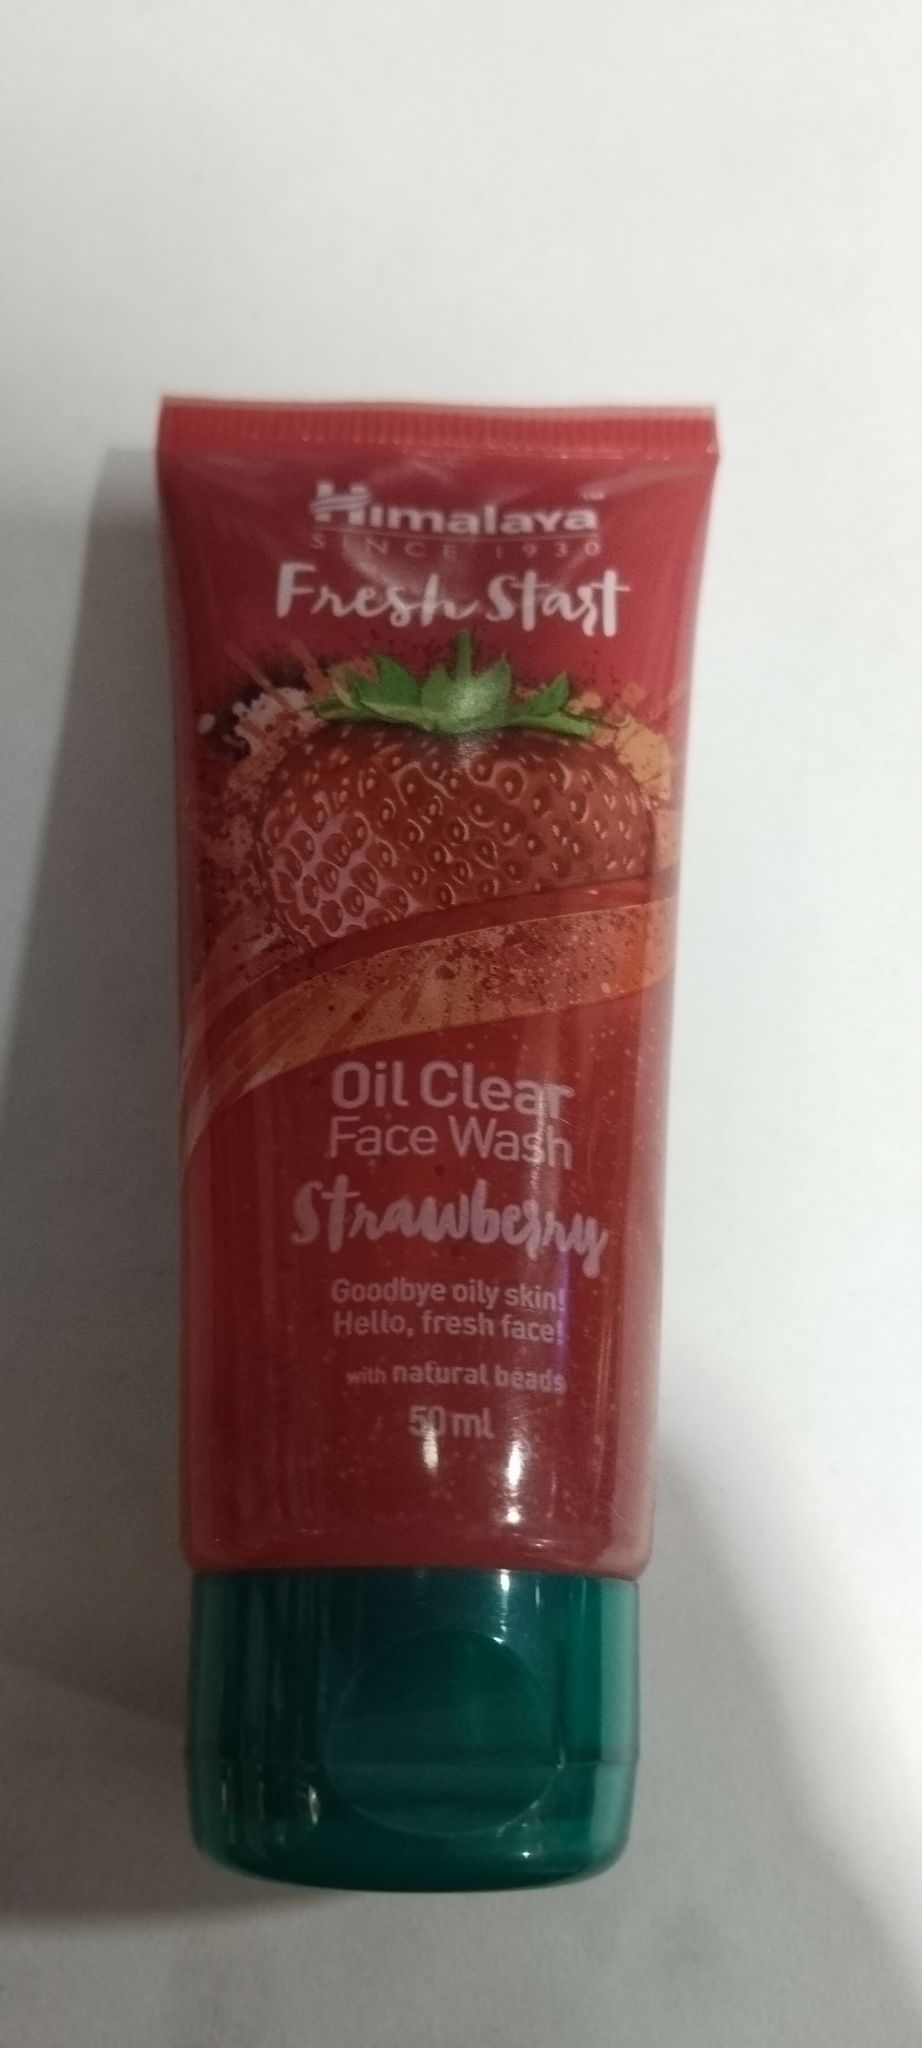 Himalaya™
SINCE 1930
Fresh Start
Oil Clear
Face Wash
Strawberry
Goodbye oily skin!
Hello, fresh face!
with natural beads
50 ml